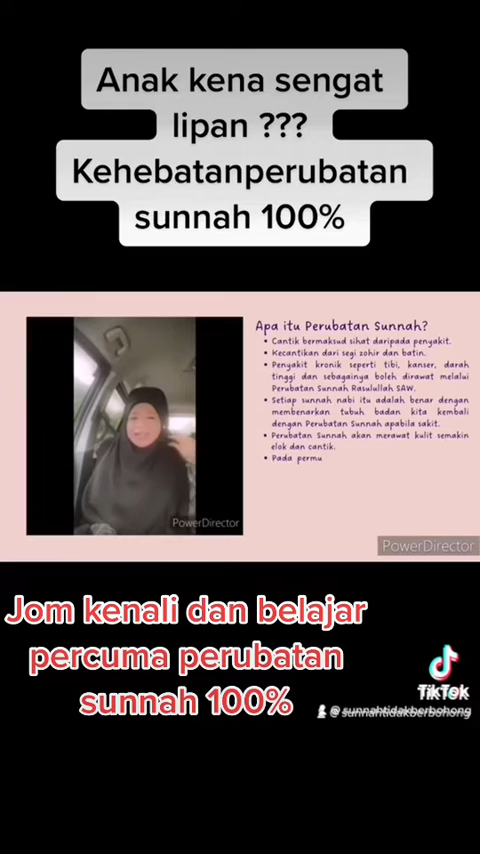 Anak kena sengat
lipan ???
Kehebatanperubatan
sunnah 100%
Apa itu Perubatan Sunnah?
• Cantik bermaksud sihat daripada penyakit.
• Kecantikan dari segi zohir dan batin.
• Penyakit kronik seperti tibi, kanser, darah
tinggi dan sebagainya boleh dirawat melalui
Perubatan Sunnah Rasulullah SAW.
• Setiap sunnah nabi itu adalah benar dengan
membenarkan tubuh badan kita kembali
dengan Perubatan Sunnah apabila sakit.
• Perubatan Sunnah akan merawat kulit semakin
elok dan cantik.
• Pada permu
PowerDirector
PowerDirector
Jom kenali dan belajar
percuma perubatan
sunnah 100%
TikTok
@sunnahtidakberbohong